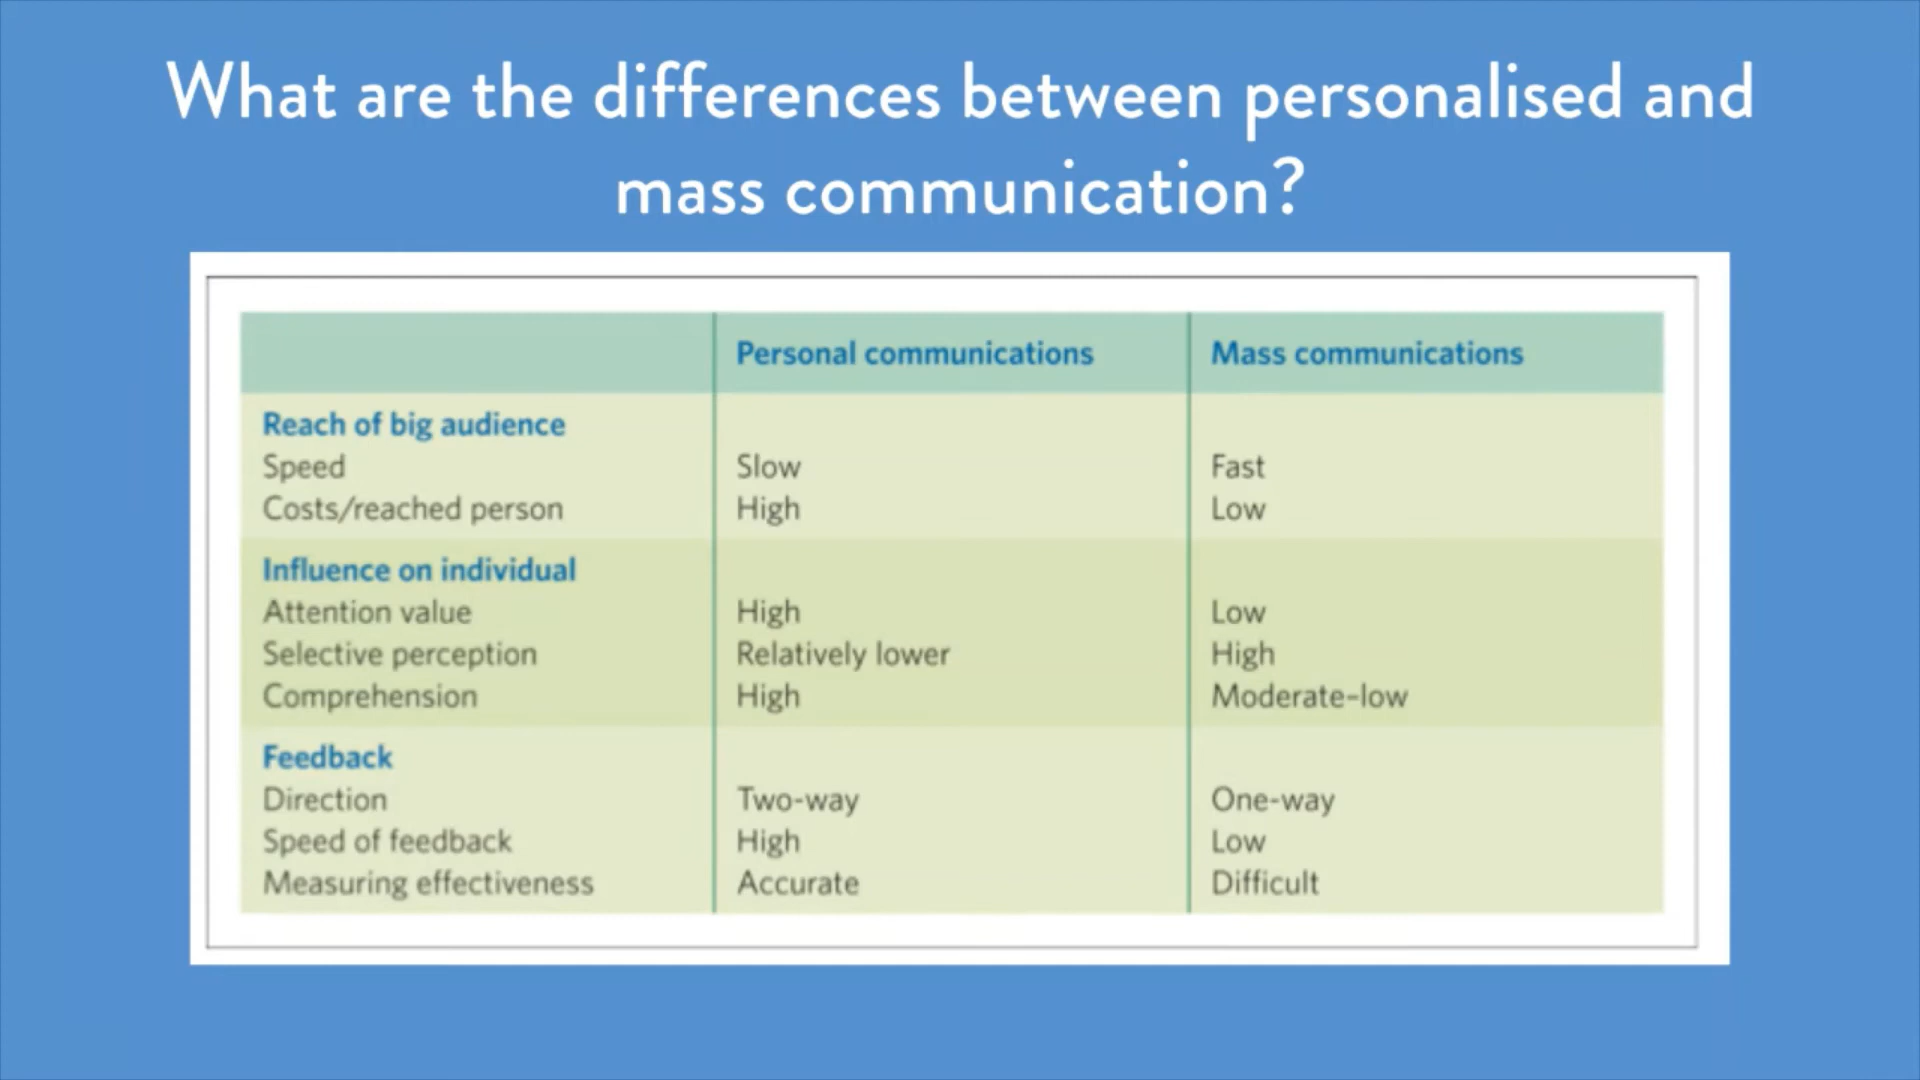 What are the differences between personalised and
mass communication?
Personal communications Mass communications
Reach of big audience
Speed Slow Fast
Costs/reached person High Low
Influence on individual
Attention value High Low
Selective perception Relatively lower High
Comprehension High Moderate–low
Feedback
Direction Two-way One-way
Speed of feedback High Low
Measuring effectiveness Accurate Difficult